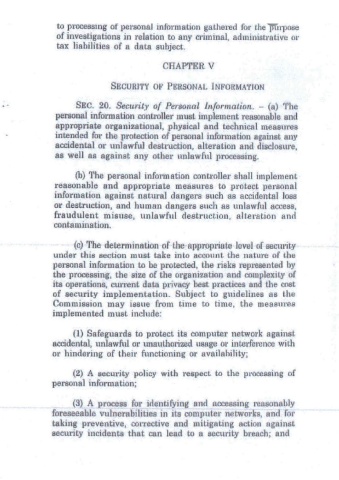 to processing of personal information gathered for the purpose
of investigations in relation to any criminal, administrative or
tax liabilities of a data subject.
CHAPTER V
SECURITY OF PERSONAL INFORMATION
SEC. 20. Security of Personal Information. – (a) The
personal information controller must implement reasonable and
appropriate organizational, physical and technical measures
intended for the protection of personal information against any
accidental or unlawful destruction, alteration and disclosure,
as well as against any other unlawful processing.
(b) The personal information controller shall implement
reasonable and appropriate measures to protect personal
information against natural dangers such as accidental loss
or destruction, and human dangers such as unlawful access,
fraudulent misuse, unlawful destruction, alteration and
contamination.
(c) The determination of the appropriate level of security
under this section must take into account the nature of the
personal information to be protected, the risks represented by
the processing, the size of the organization and complexity of
its operations, current data privacy best practices and the cost
of security implementation. Subject to guidelines as the
Commission may issue from time to time, the measures
implemented must include:
(1) Safeguards to protect its computer network against
accidental, unlawful or unauthorized usage or interference with
or hindering of their functioning or availability;
(2) A security policy with respect to the processing of
personal information;
(3) A process for identifying and accessing reasonably
foreseeable vulnerabilities in its computer networks, and for
taking preventive, corrective and mitigating action against
security incidents that can lead to a security breach; and